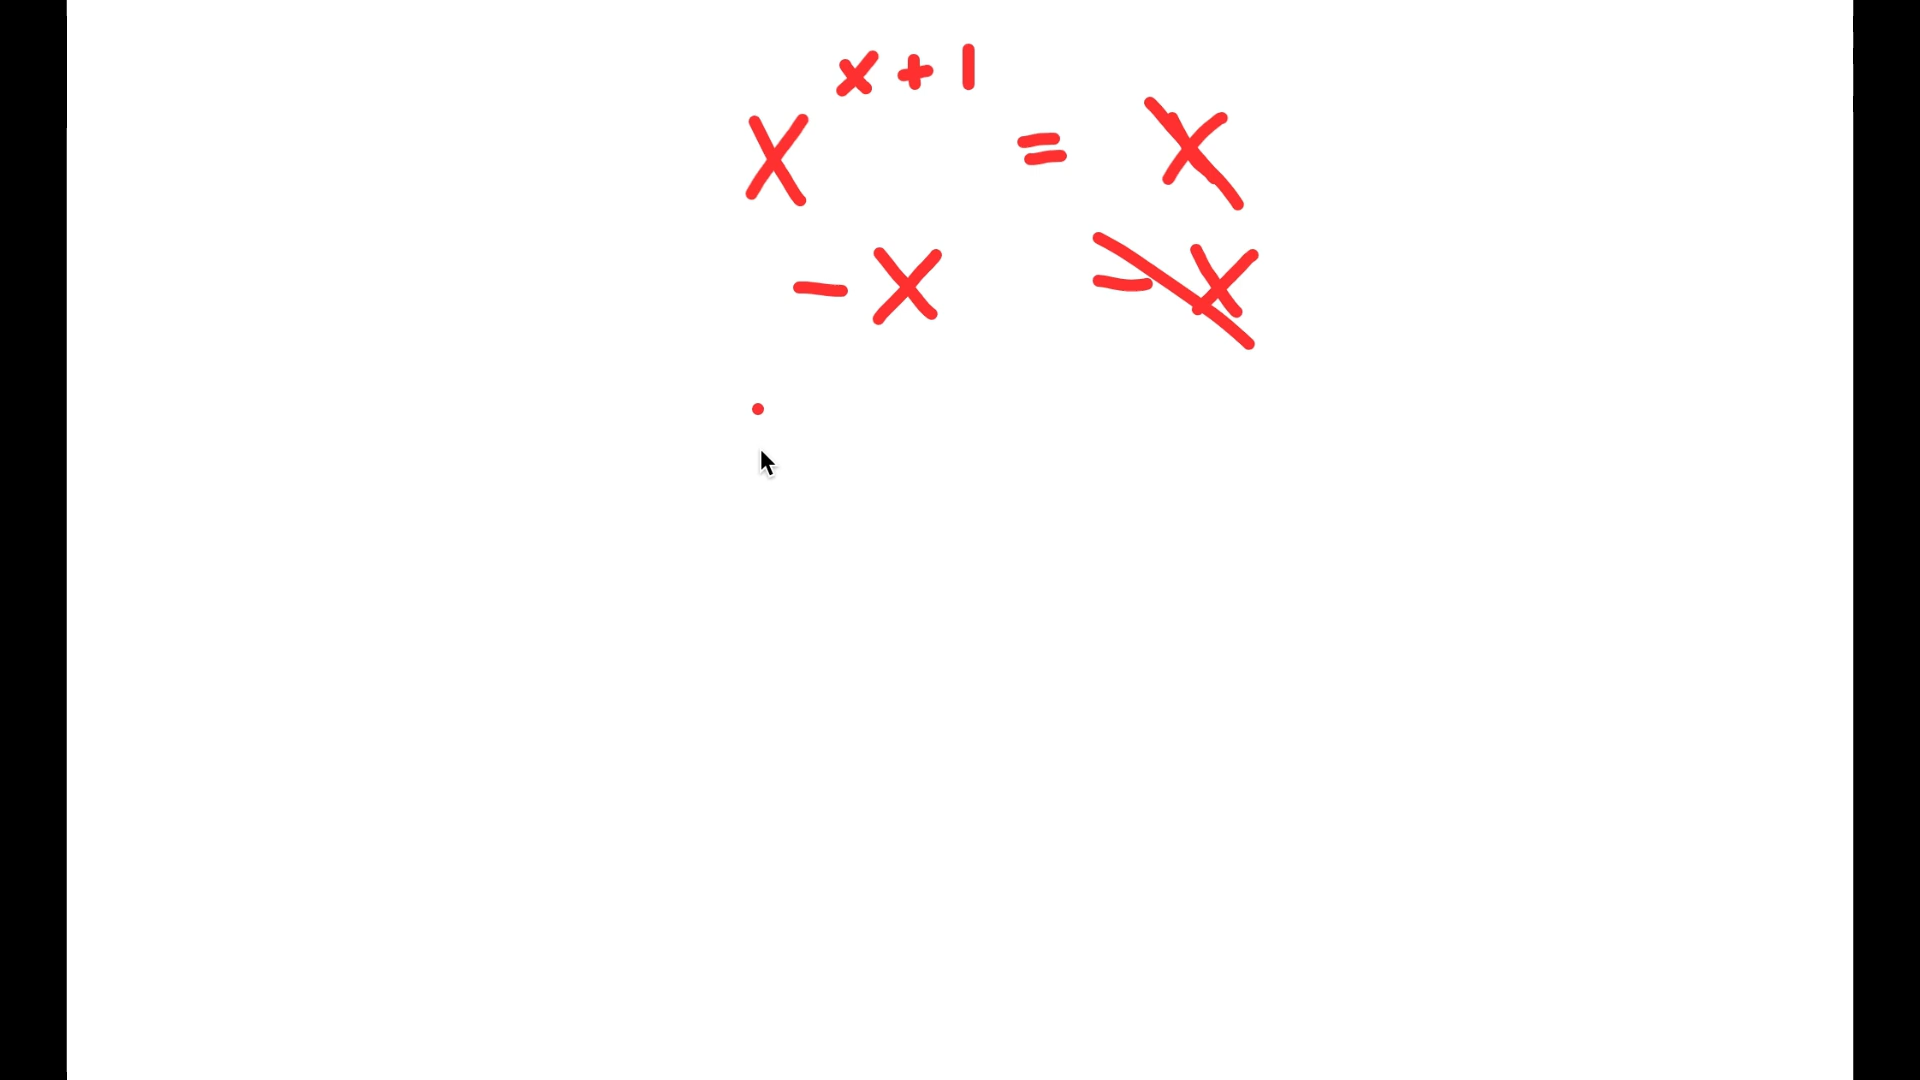 x^{x+1} = x
- x - x